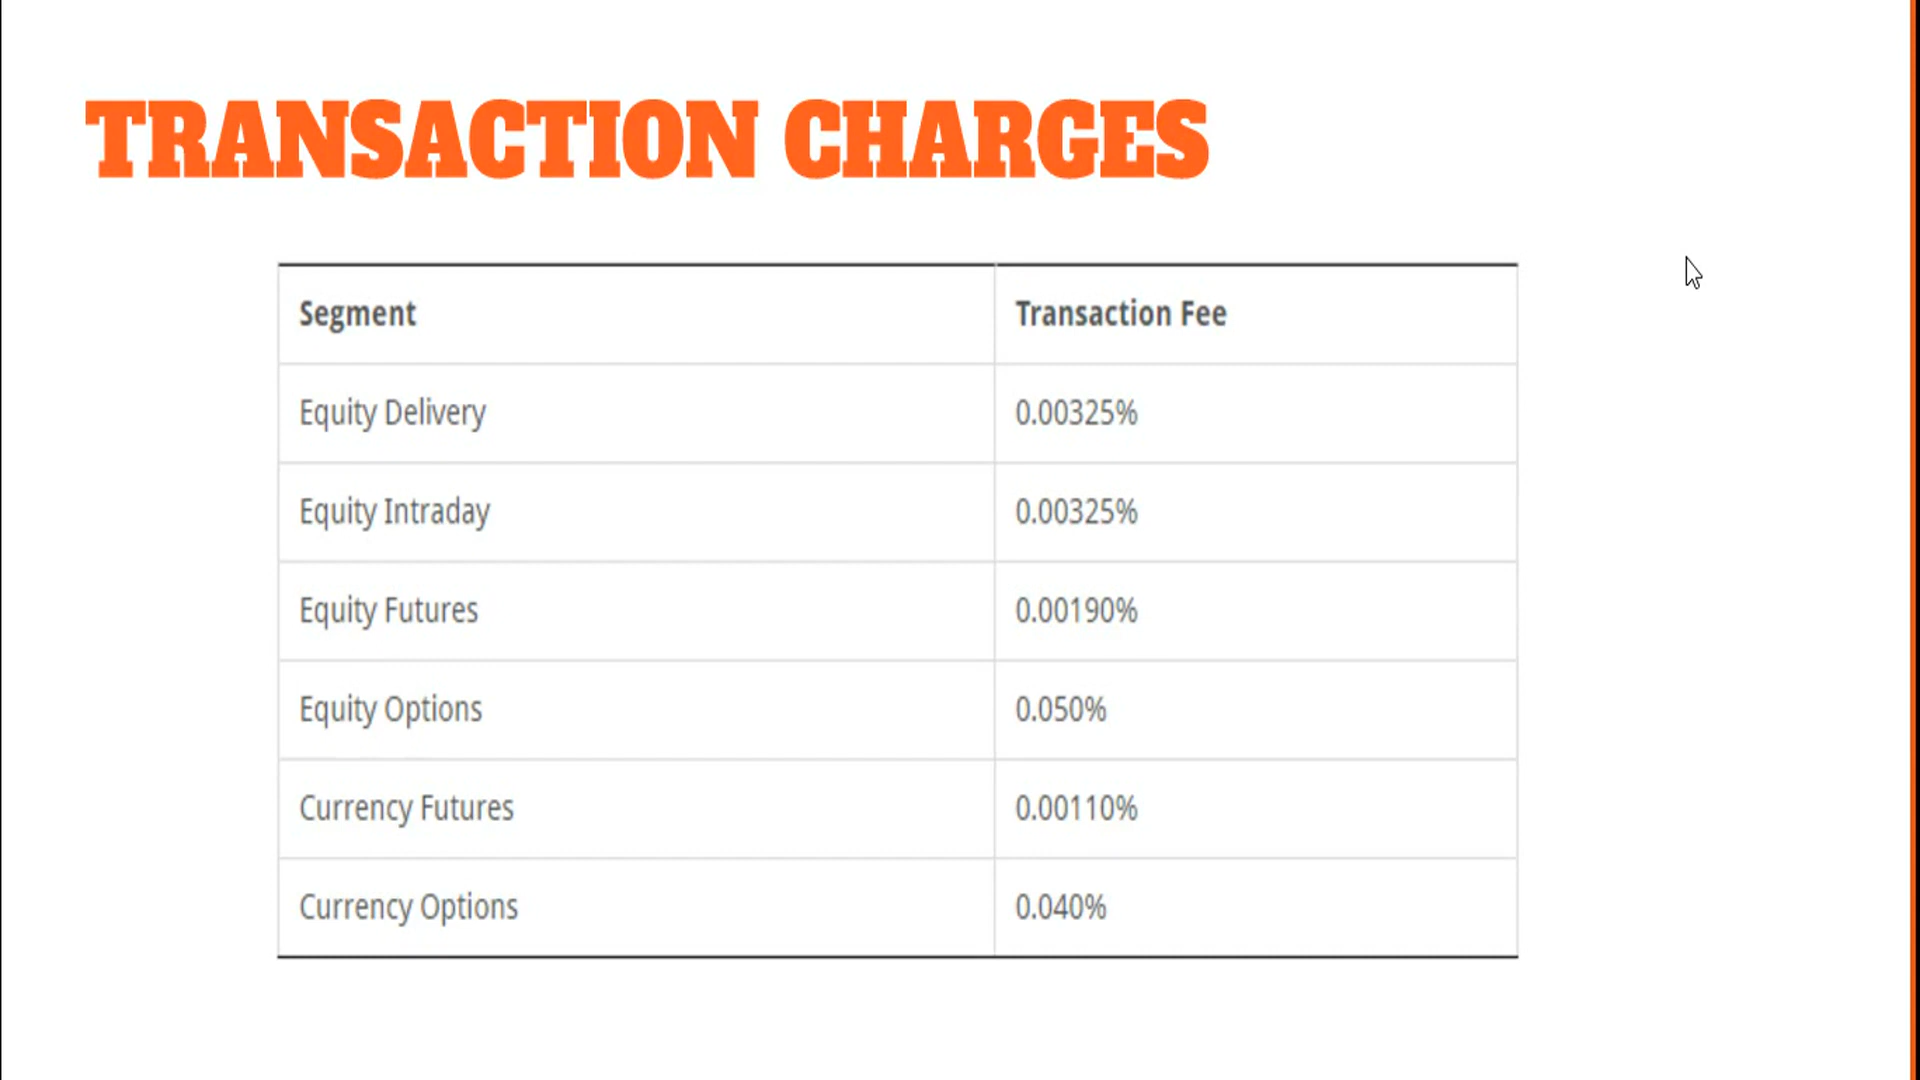 TRANSACTION CHARGES
Segment Transaction Fee
Equity Delivery 0.00325%
Equity Intraday 0.00325%
Equity Futures 0.00190%
Equity Options 0.050%
Currency Futures 0.00110%
Currency Options 0.040%